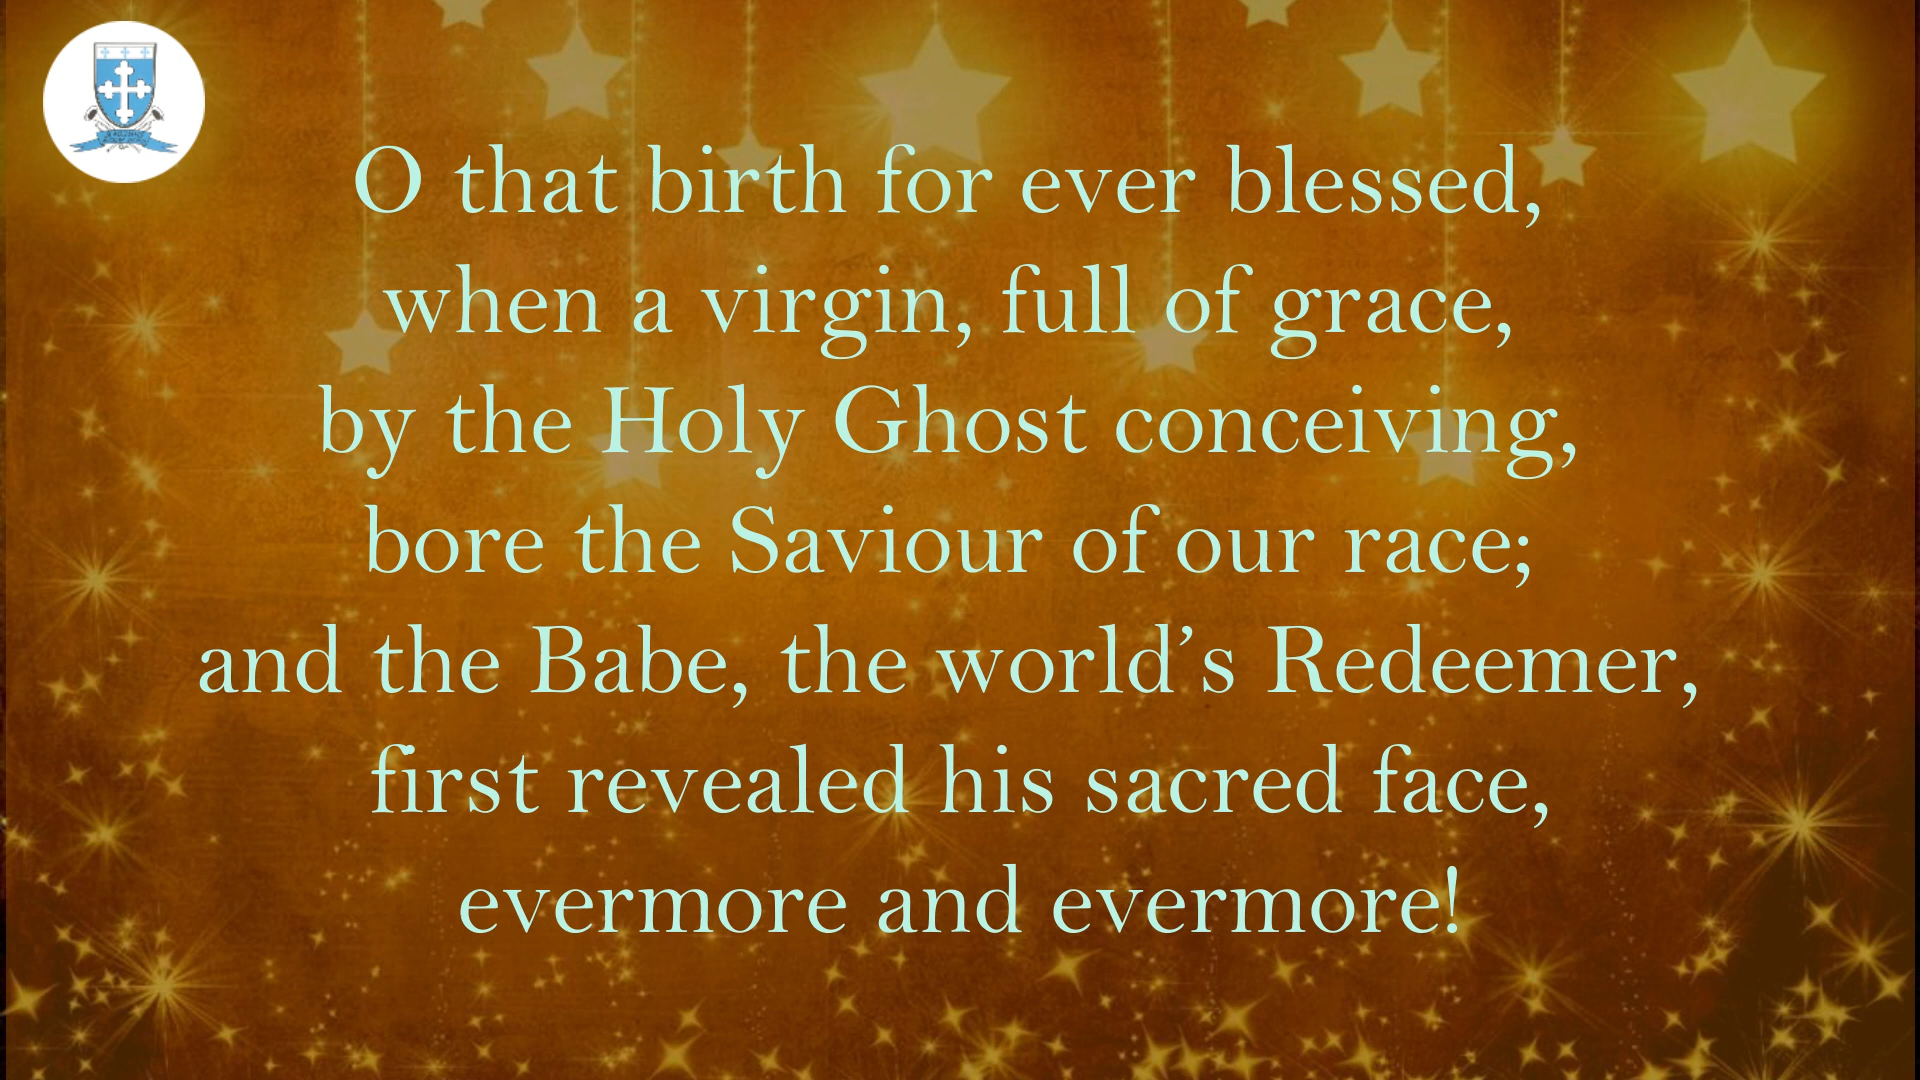 O that birth for ever blessed,
when a virgin, full of grace,
by the Holy Ghost conceiving,
bore the Saviour of our race;
and the Babe, the world’s Redeemer,
first revealed his sacred face,
evermore and evermore!